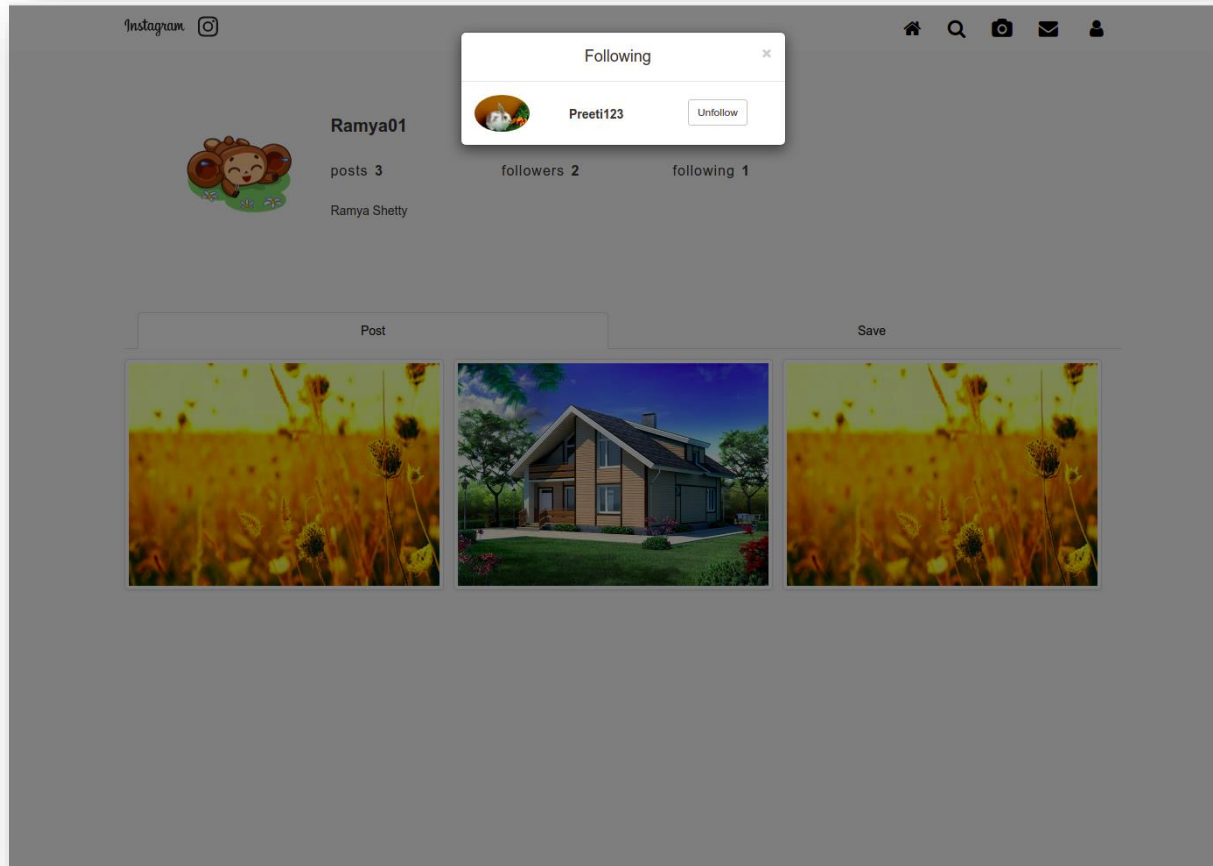 Instagram
Following ×
Preeti123 Unfollow
Ramya01
posts 3 followers 2 following 1
Ramya Shetty
Post Save